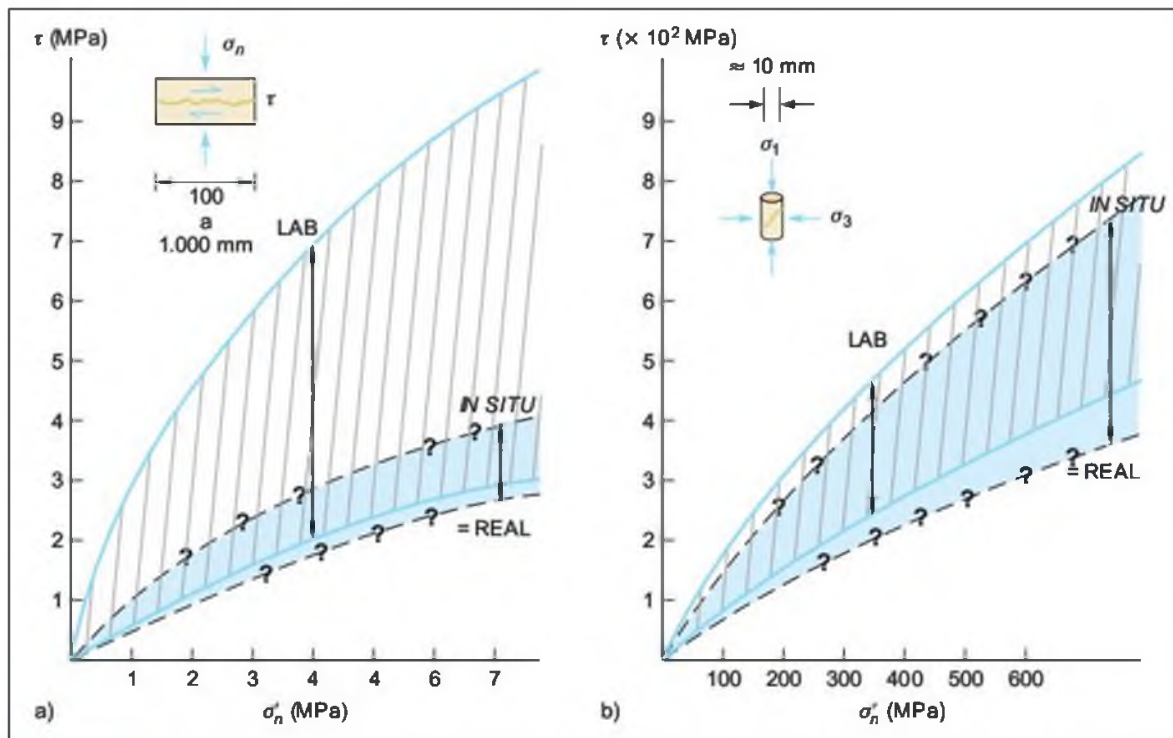 τ (MPa)
σn
τ
100
a
1.000 mm
9
8
7
6
5
4
3
2
1
LAB
IN SITU
= REAL
? ? ? ? ?
? ? ? ?
1 2 3 4 4 6 7
σ'n (MPa)
a)
τ (× 10² MPa)
≈ 10 mm
σ1
σ3
9
8
7
6
5
4
3
2
1
LAB
IN SITU
= REAL
? ? ? ? ? ?
? ? ? ? ? ?
100 200 300 400 500 600
σ'n (MPa)
b)